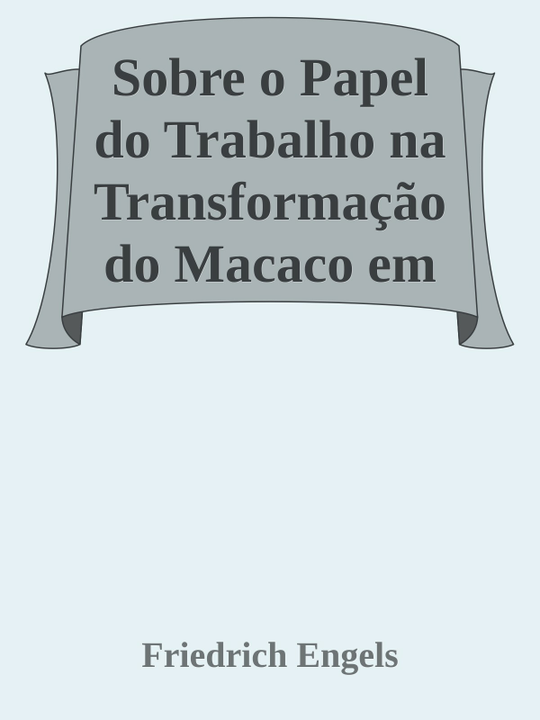 Sobre o Papel
do Trabalho na
Transformação
do Macaco em
Friedrich Engels